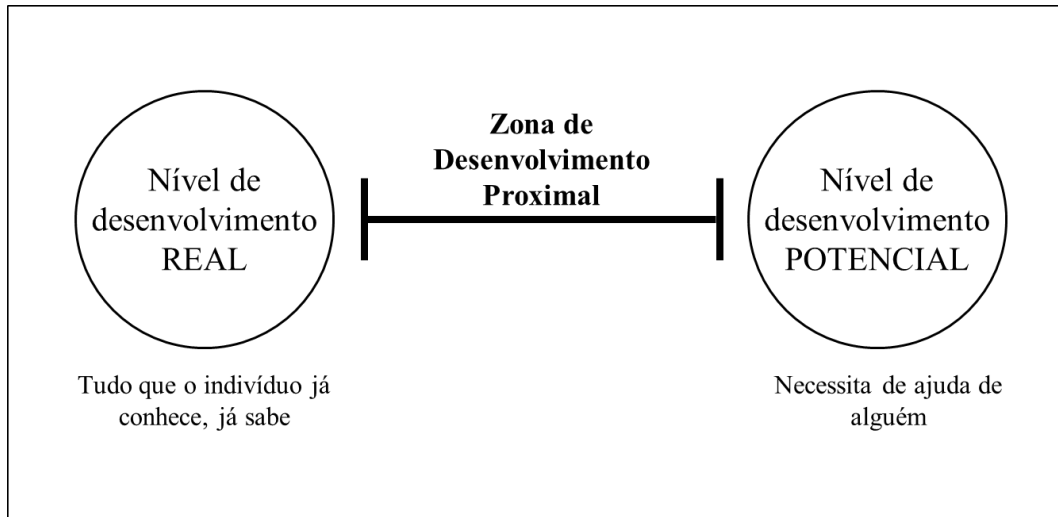 Zona de
Desenvolvimento
Proximal
Nível de
desenvolvimento
REAL
Nível de
desenvolvimento
POTENCIAL
Tudo que o indivíduo já
conhece, já sabe
Necessita de ajuda de
alguém